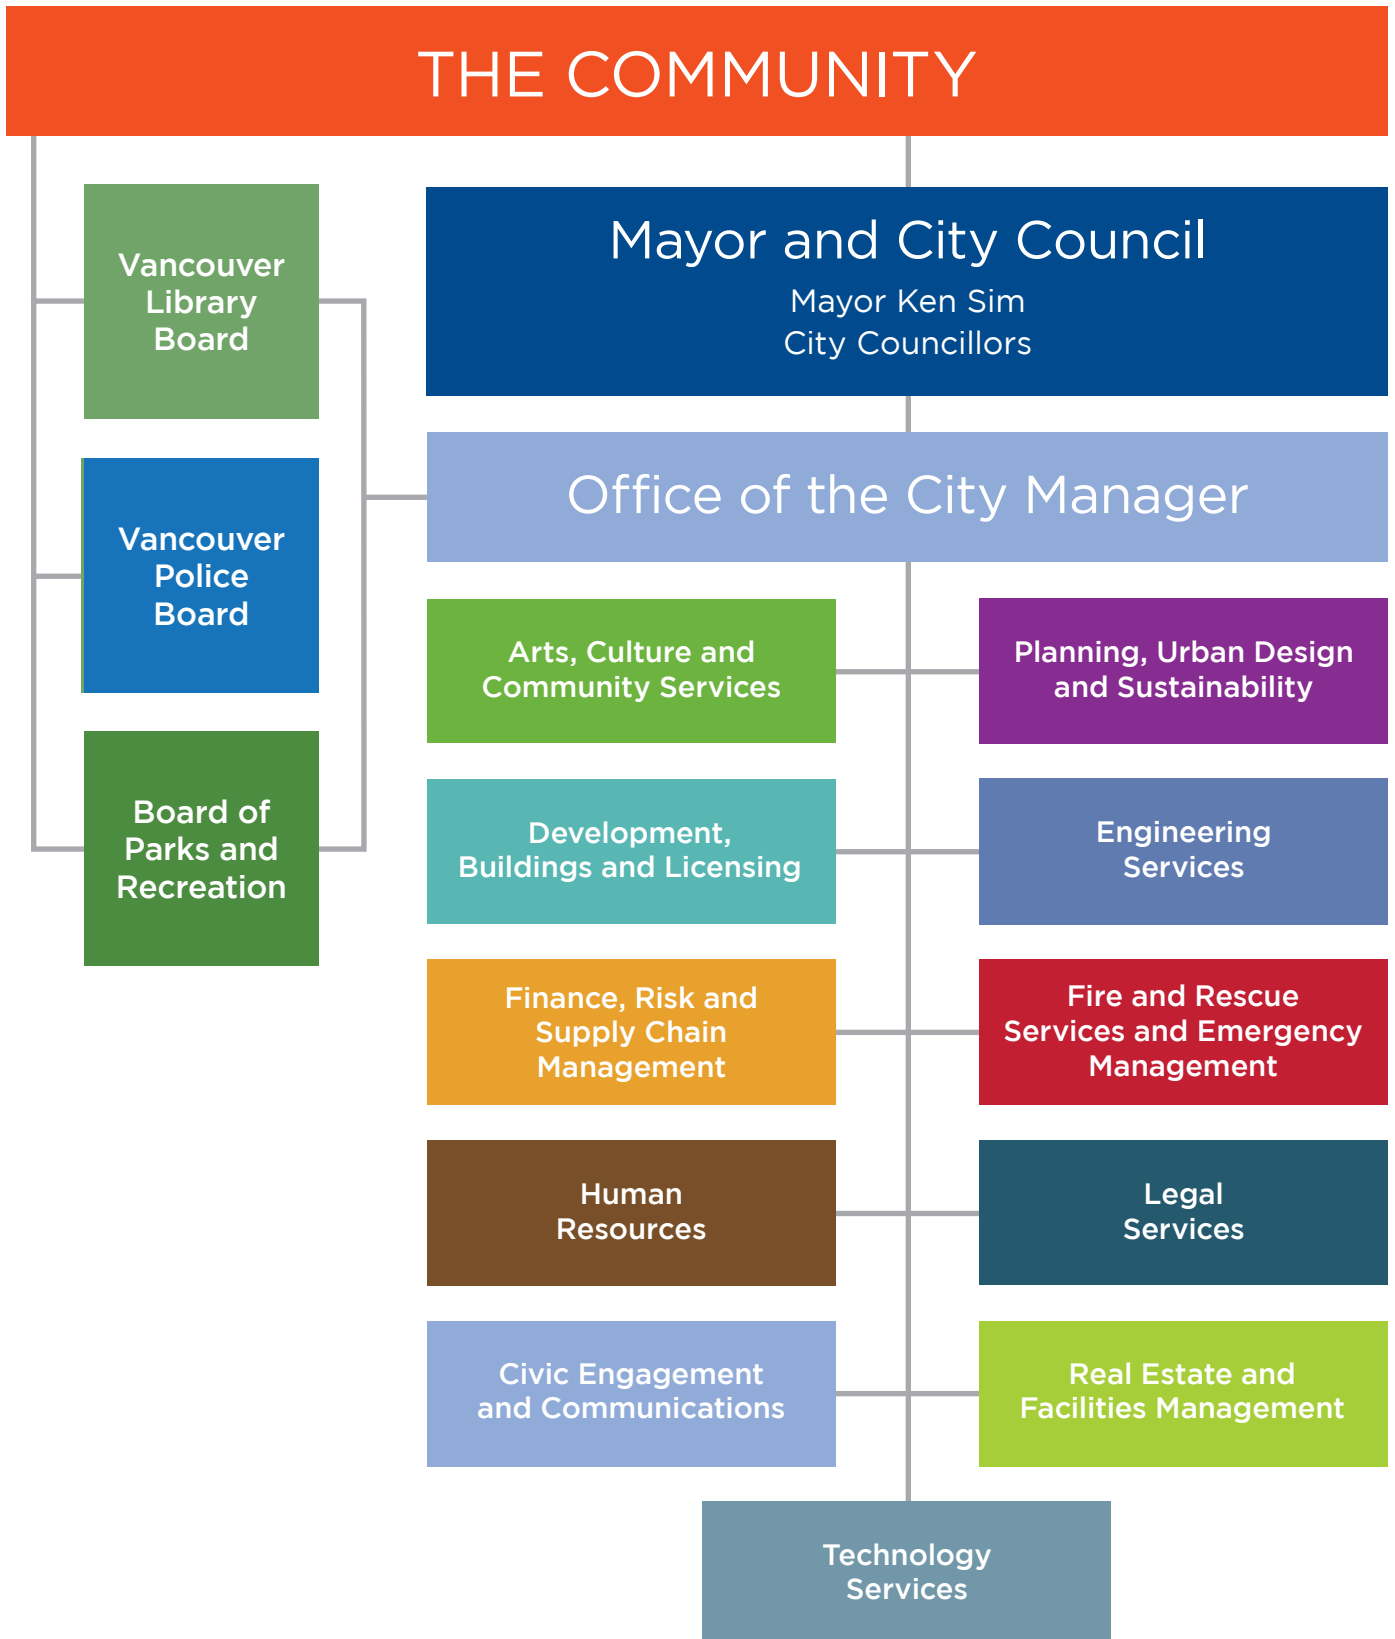 THE COMMUNITY
Vancouver
Library
Board
Mayor and City Council
Mayor Ken Sim
City Councillors
Office of the City Manager
Vancouver
Police
Board
Board of
Parks and
Recreation
Arts, Culture and
Community Services
Planning, Urban Design
and Sustainability
Development,
Buildings and Licensing
Engineering
Services
Finance, Risk and
Supply Chain
Management
Fire and Rescue
Services and Emergency
Management
Human
Resources
Legal
Services
Civic Engagement
and Communications
Real Estate and
Facilities Management
Technology
Services